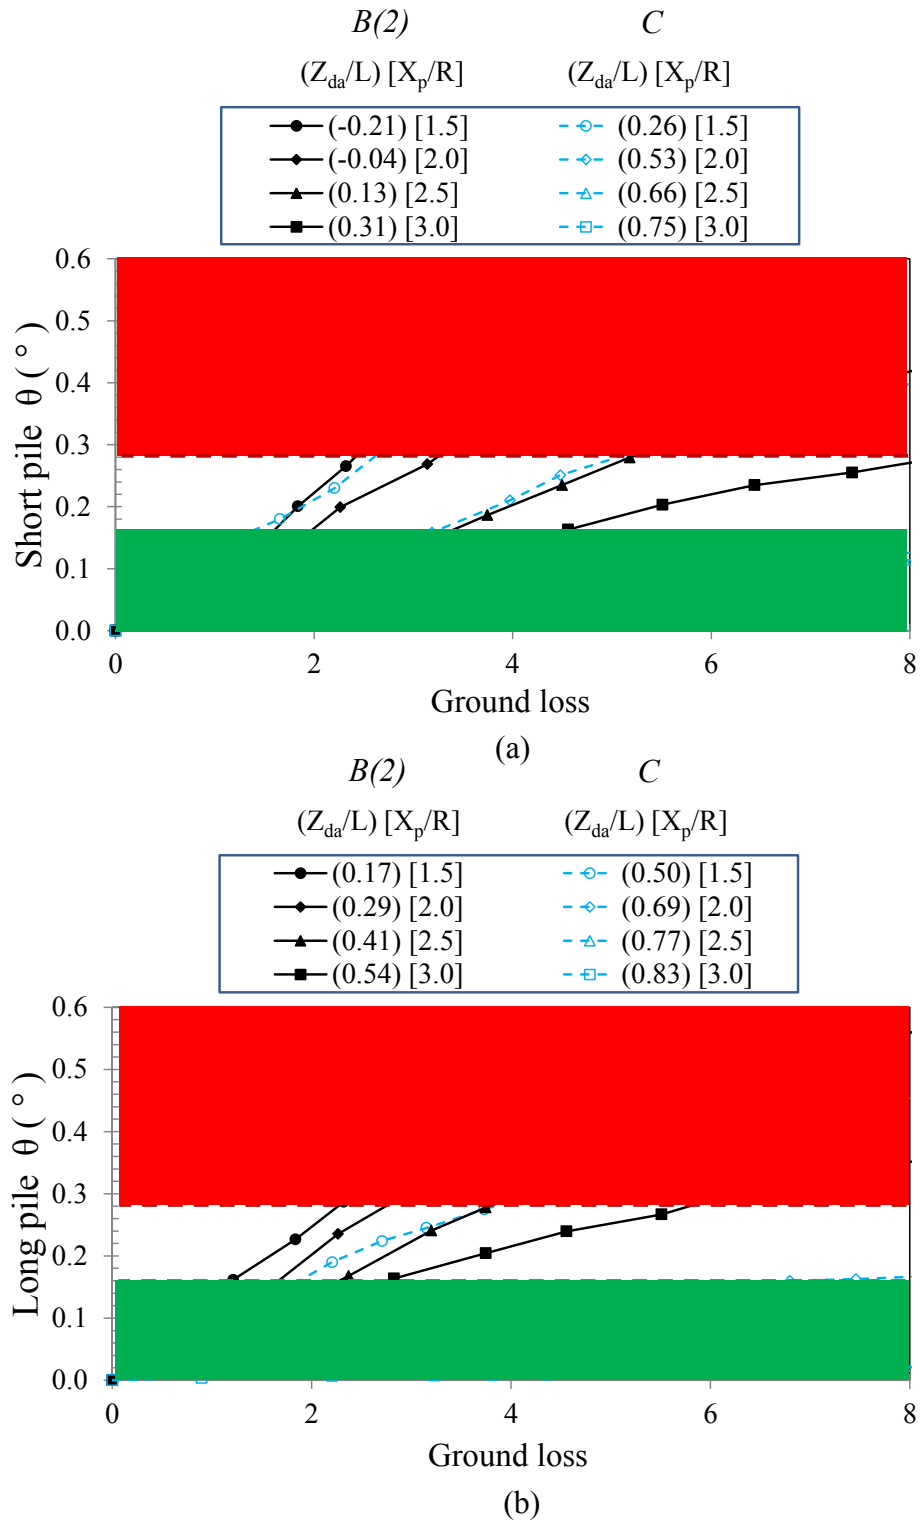 B(2) C
(Zda/L) [Xp/R] (Zda/L) [Xp/R]
(-0.21) [1.5] (0.26) [1.5]
(-0.04) [2.0] (0.53) [2.0]
(0.13) [2.5] (0.66) [2.5]
(0.31) [3.0] (0.75) [3.0]
0.6
0.5
0.4
0.3
0.2
0.1
0.0
Short pile θ ( ° )
0 2 4 6 8
Ground loss
(a)
B(2) C
(Zda/L) [Xp/R] (Zda/L) [Xp/R]
(0.17) [1.5] (0.50) [1.5]
(0.29) [2.0] (0.69) [2.0]
(0.41) [2.5] (0.77) [2.5]
(0.54) [3.0] (0.83) [3.0]
0.6
0.5
0.4
0.3
0.2
0.1
0.0
Long pile θ ( ° )
0 2 4 6 8
Ground loss
(b)